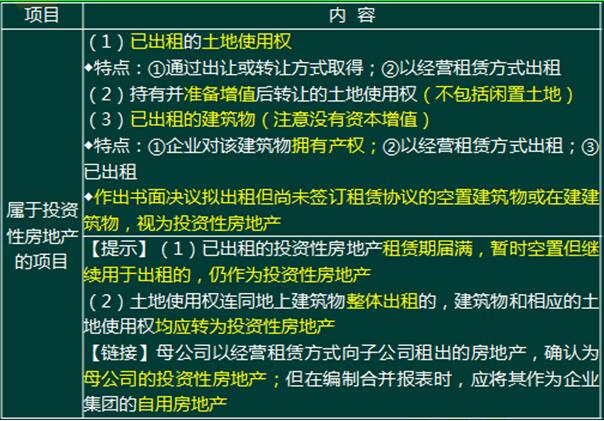 项目 内 容
（1）已出租的土地使用权
◆特点：①通过出让或转让方式取得；②以经营租赁方式出租
（2）持有并准备增值后转让的土地使用权（不包括闲置土地）
（3）已出租的建筑物（注意没有资本增值）
◆特点：①企业对该建筑物拥有产权；②以经营租赁方式出租；③
已出租
◆作出书面决议拟出租但尚未签订租赁协议的空置建筑物或在建建
筑物，视为投资性房地产
属于投资
性房地产
的项目
【提示】（1）已出租的投资性房地产租赁期届满，暂时空置但继
续用于出租的，仍作为投资性房地产
（2）土地使用权连同地上建筑物整体出租的，建筑物和相应的土
地使用权均应转为投资性房地产
【链接】母公司以经营租赁方式向子公司租出的房地产，确认为
母公司的投资性房地产；但在编制合并报表时，应将其作为企业
集团的自用房地产